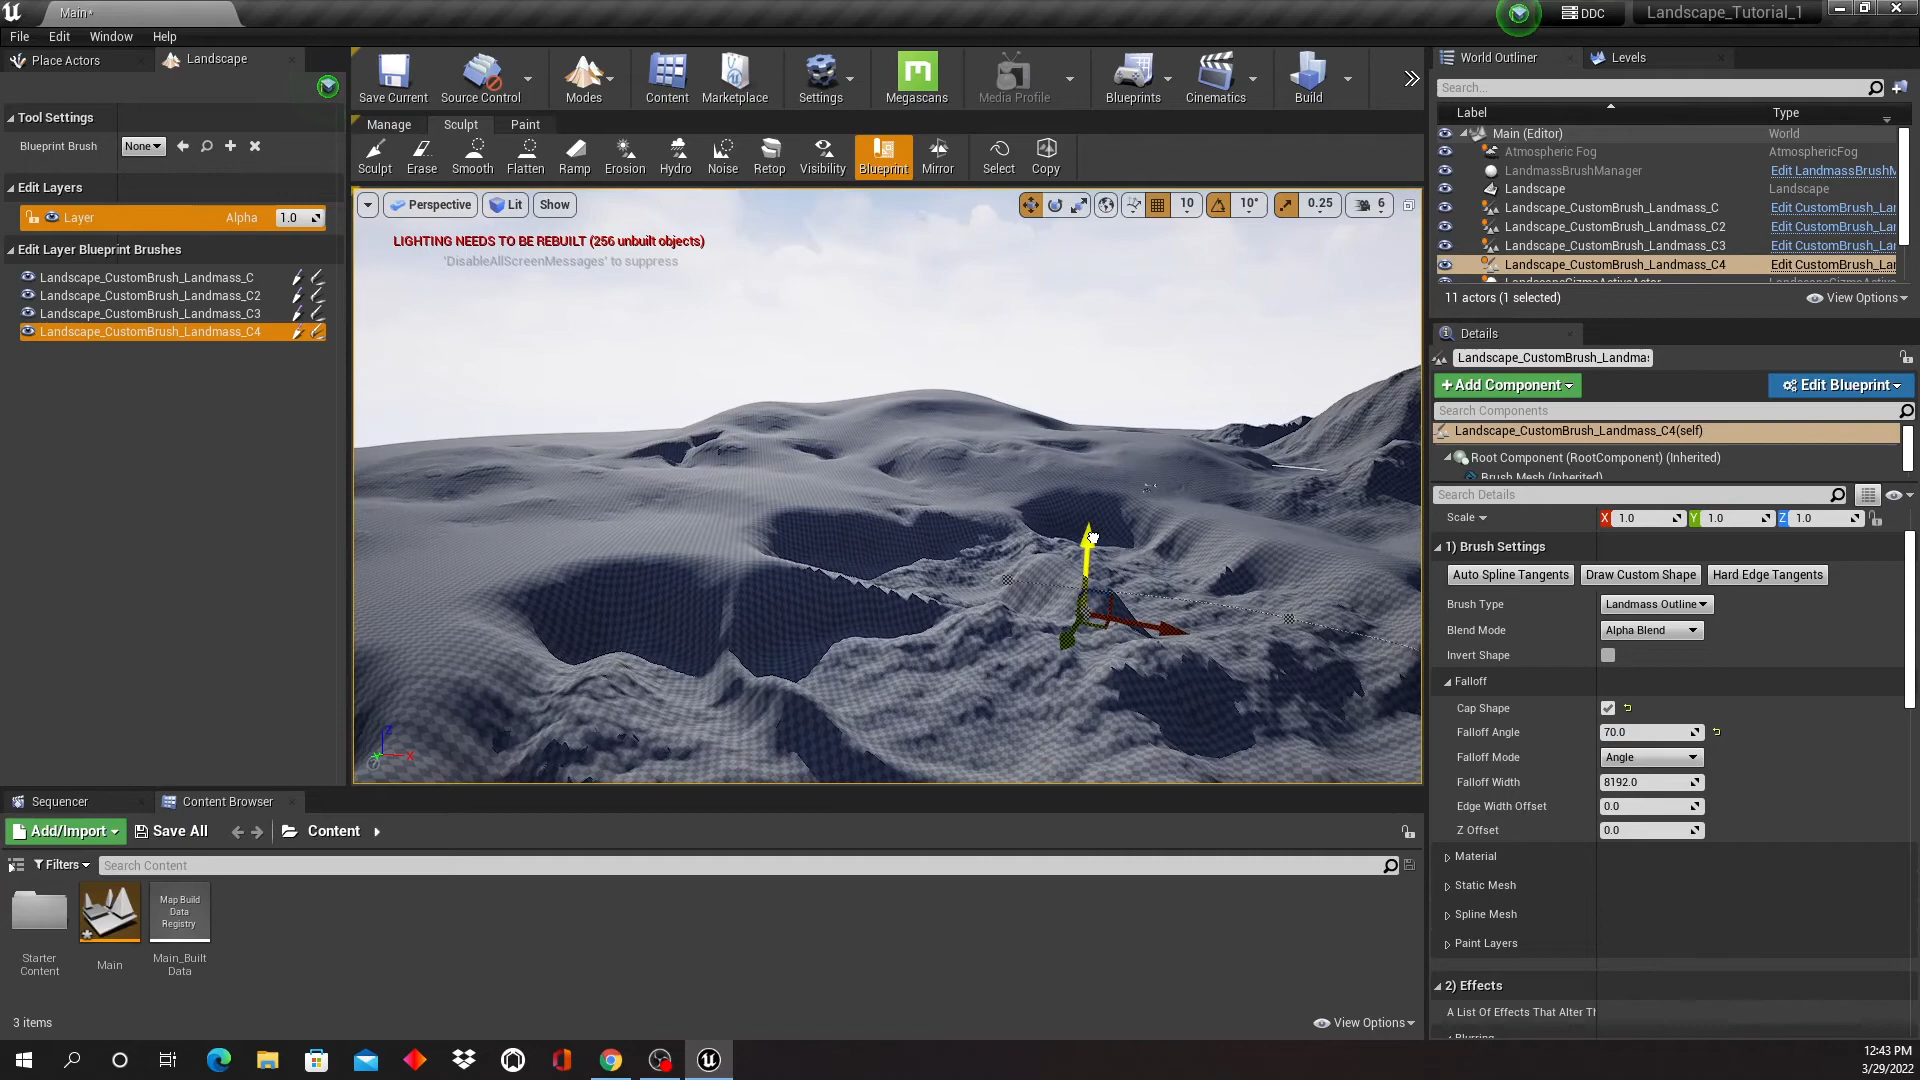 Main*
DDC
Landscape_Tutorial_1
File Edit Window Help
Place Actors
Landscape
Tool Settings
Blueprint Brush
None
Edit Layers
Layer
Alpha
1.0
Edit Layer Blueprint Brushes
Landscape_CustomBrush_Landmass_C
Landscape_CustomBrush_Landmass_C2
Landscape_CustomBrush_Landmass_C3
Landscape_CustomBrush_Landmass_C4
Save Current
Source Control
Modes
Content
Marketplace
Settings
Megascans
Media Profile
Blueprints
Cinematics
Build
Manage
Sculpt
Paint
Sculpt
Erase
Smooth
Flatten
Ramp
Erosion
Hydro
Noise
Retop
Visibility
Blueprint
Mirror
Select
Copy
Perspective
Lit
Show
10
10°
0.25
6
LIGHTING NEEDS TO BE REBUILT (256 unbuilt objects)
'DisableAllScreenMessages' to suppress
Z
X
World Outliner
Levels
Search...
Label
Type
Main (Editor)
World
Atmospheric Fog
AtmosphericFog
LandmassBrushManager
Edit LandmassBrushM
Landscape
Landscape
Landscape_CustomBrush_Landmass_C
Edit CustomBrush_Lar
Landscape_CustomBrush_Landmass_C2
Edit CustomBrush_Lar
Landscape_CustomBrush_Landmass_C3
Edit CustomBrush_Lar
Landscape_CustomBrush_Landmass_C4
Edit CustomBrush_Lar
11 actors (1 selected)
View Options
Details
Landscape_CustomBrush_Landmas
+Add Component
Edit Blueprint
Search Components
Landscape_CustomBrush_Landmass_C4(self)
Root Component (RootComponent) (Inherited)
Brush Mesh (Inherited)
Search Details
Scale
X 1.0
Y 1.0
Z 1.0
1) Brush Settings
Auto Spline Tangents
Draw Custom Shape
Hard Edge Tangents
Brush Type
Landmass Outline
Blend Mode
Alpha Blend
Invert Shape
Falloff
Cap Shape
Falloff Angle
70.0
Falloff Mode
Angle
Falloff Width
8192.0
Edge Width Offset
0.0
Z Offset
0.0
Material
Static Mesh
Spline Mesh
Paint Layers
2) Effects
A List Of Effects That Alter Th
Blurring
Sequencer
Content Browser
Add/Import
Save All
Content
Filters
Search Content
Map Build
Data
Registry
Starter
Content
Main
Main_Built
Data
3 items
View Options
12:43 PM
3/29/2022